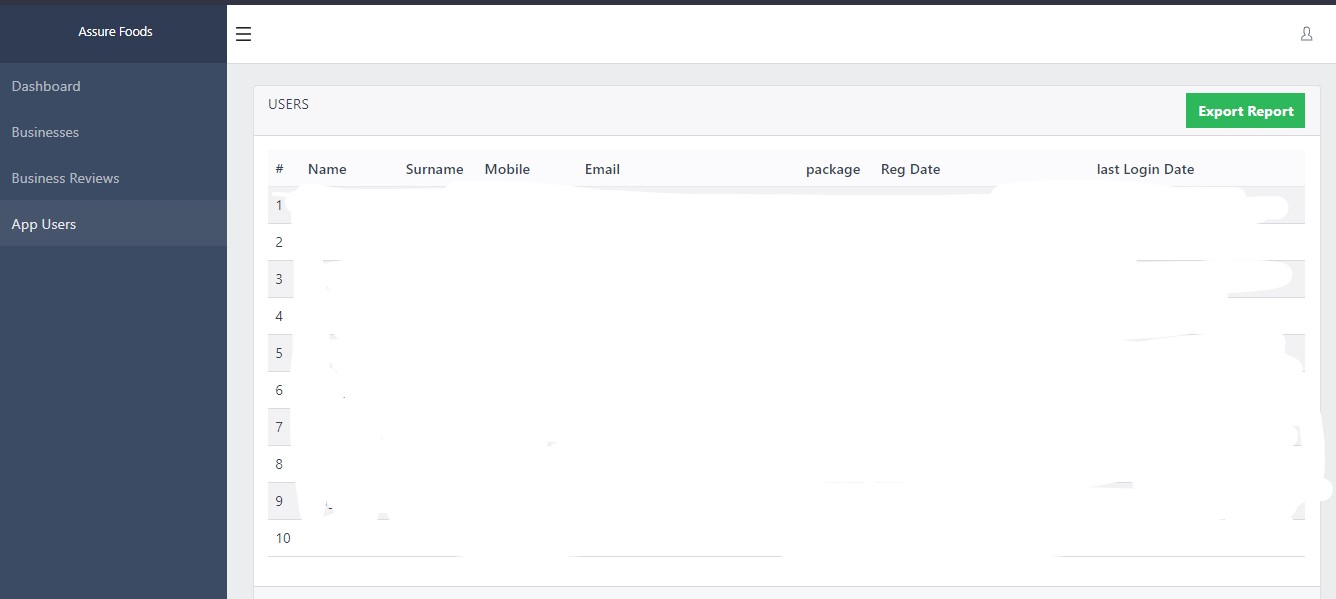 Assure Foods
Dashboard
Businesses
Business Reviews
App Users
USERS
Export Report
# Name Surname Mobile Email package Reg Date last Login Date
1
2
3
4
5
6
7
8
9
10